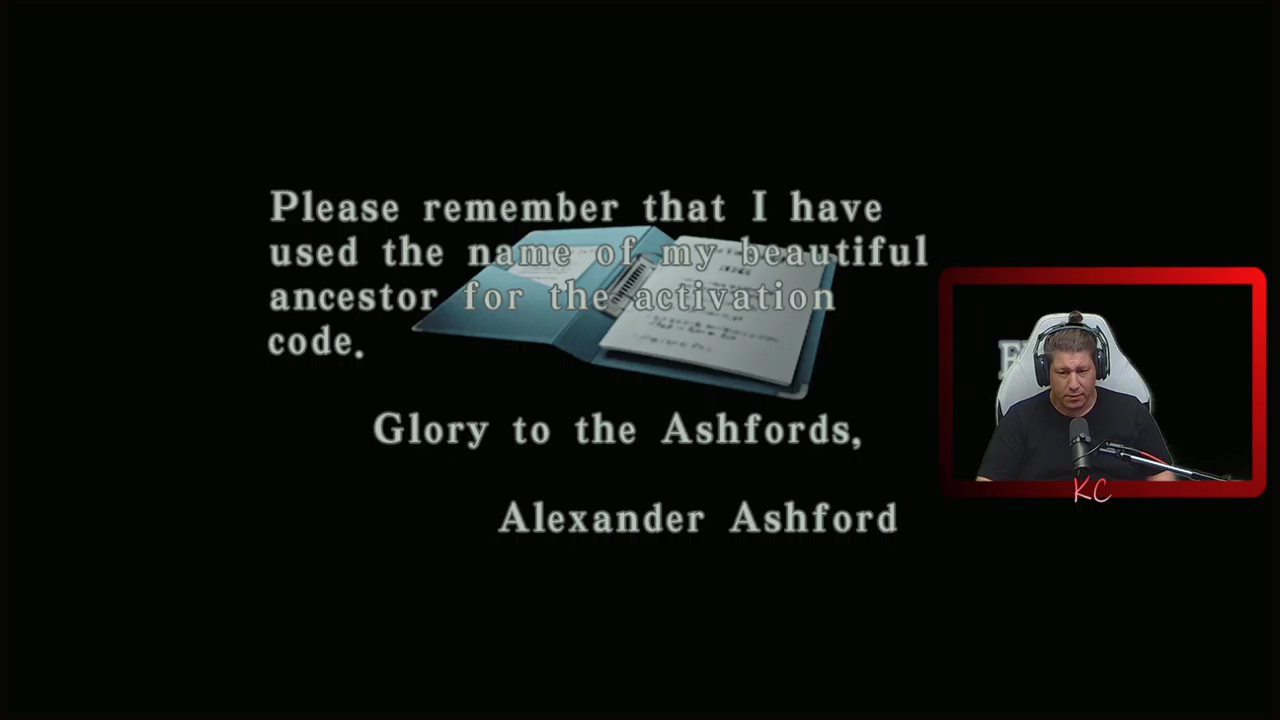 Please remember that I have
used the name of my beautiful
ancestor for the activation
code.
Glory to the Ashfords,
Alexander Ashford
KC